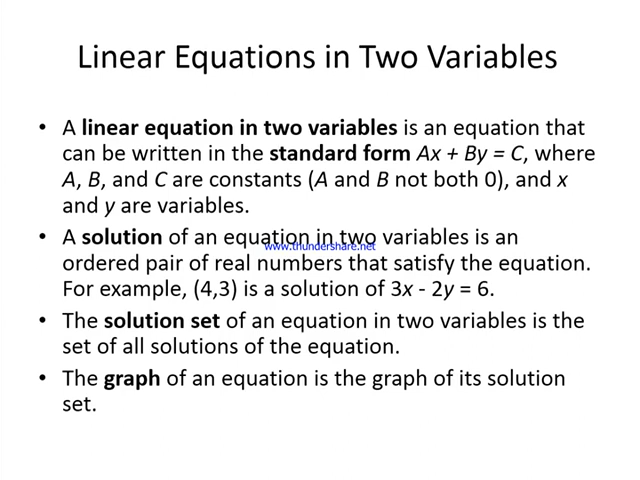 Linear Equations in Two Variables
• A linear equation in two variables is an equation that
can be written in the standard form Ax + By = C, where
A, B, and C are constants (A and B not both 0), and x
and y are variables.
• A solution of an equation in two variables is an
www.thundershare.net
ordered pair of real numbers that satisfy the equation.
For example, (4,3) is a solution of 3x - 2y = 6.
• The solution set of an equation in two variables is the
set of all solutions of the equation.
• The graph of an equation is the graph of its solution
set.